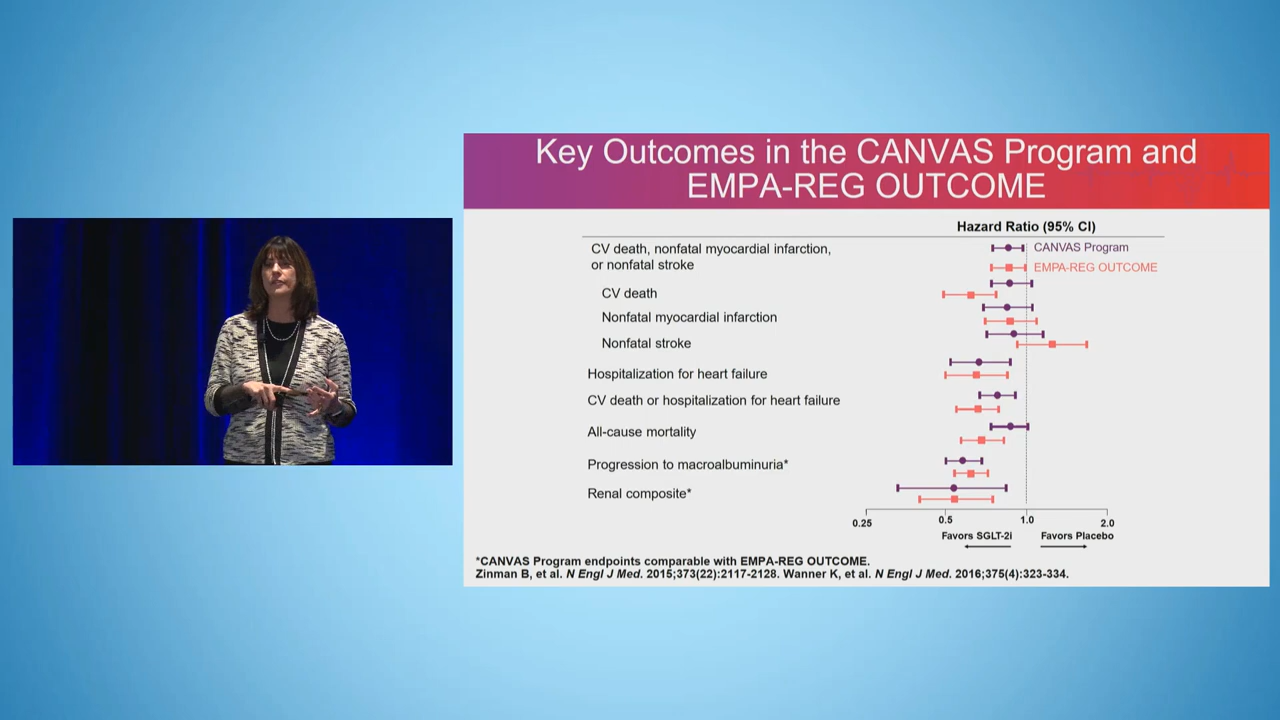 Key Outcomes in the CANVAS Program and
EMPA-REG OUTCOME
Hazard Ratio (95% CI)
CV death, nonfatal myocardial infarction,
or nonfatal stroke
CANVAS Program
EMPA-REG OUTCOME
CV death
Nonfatal myocardial infarction
Nonfatal stroke
Hospitalization for heart failure
CV death or hospitalization for heart failure
All-cause mortality
Progression to macroalbuminuria*
Renal composite*
0.25 0.5 1.0 2.0
Favors SGLT-2i Favors Placebo
*CANVAS Program endpoints comparable with EMPA-REG OUTCOME.
Zinman B, et al. N Engl J Med. 2015;373(22):2117-2128. Wanner K, et al. N Engl J Med. 2016;375(4):323-334.